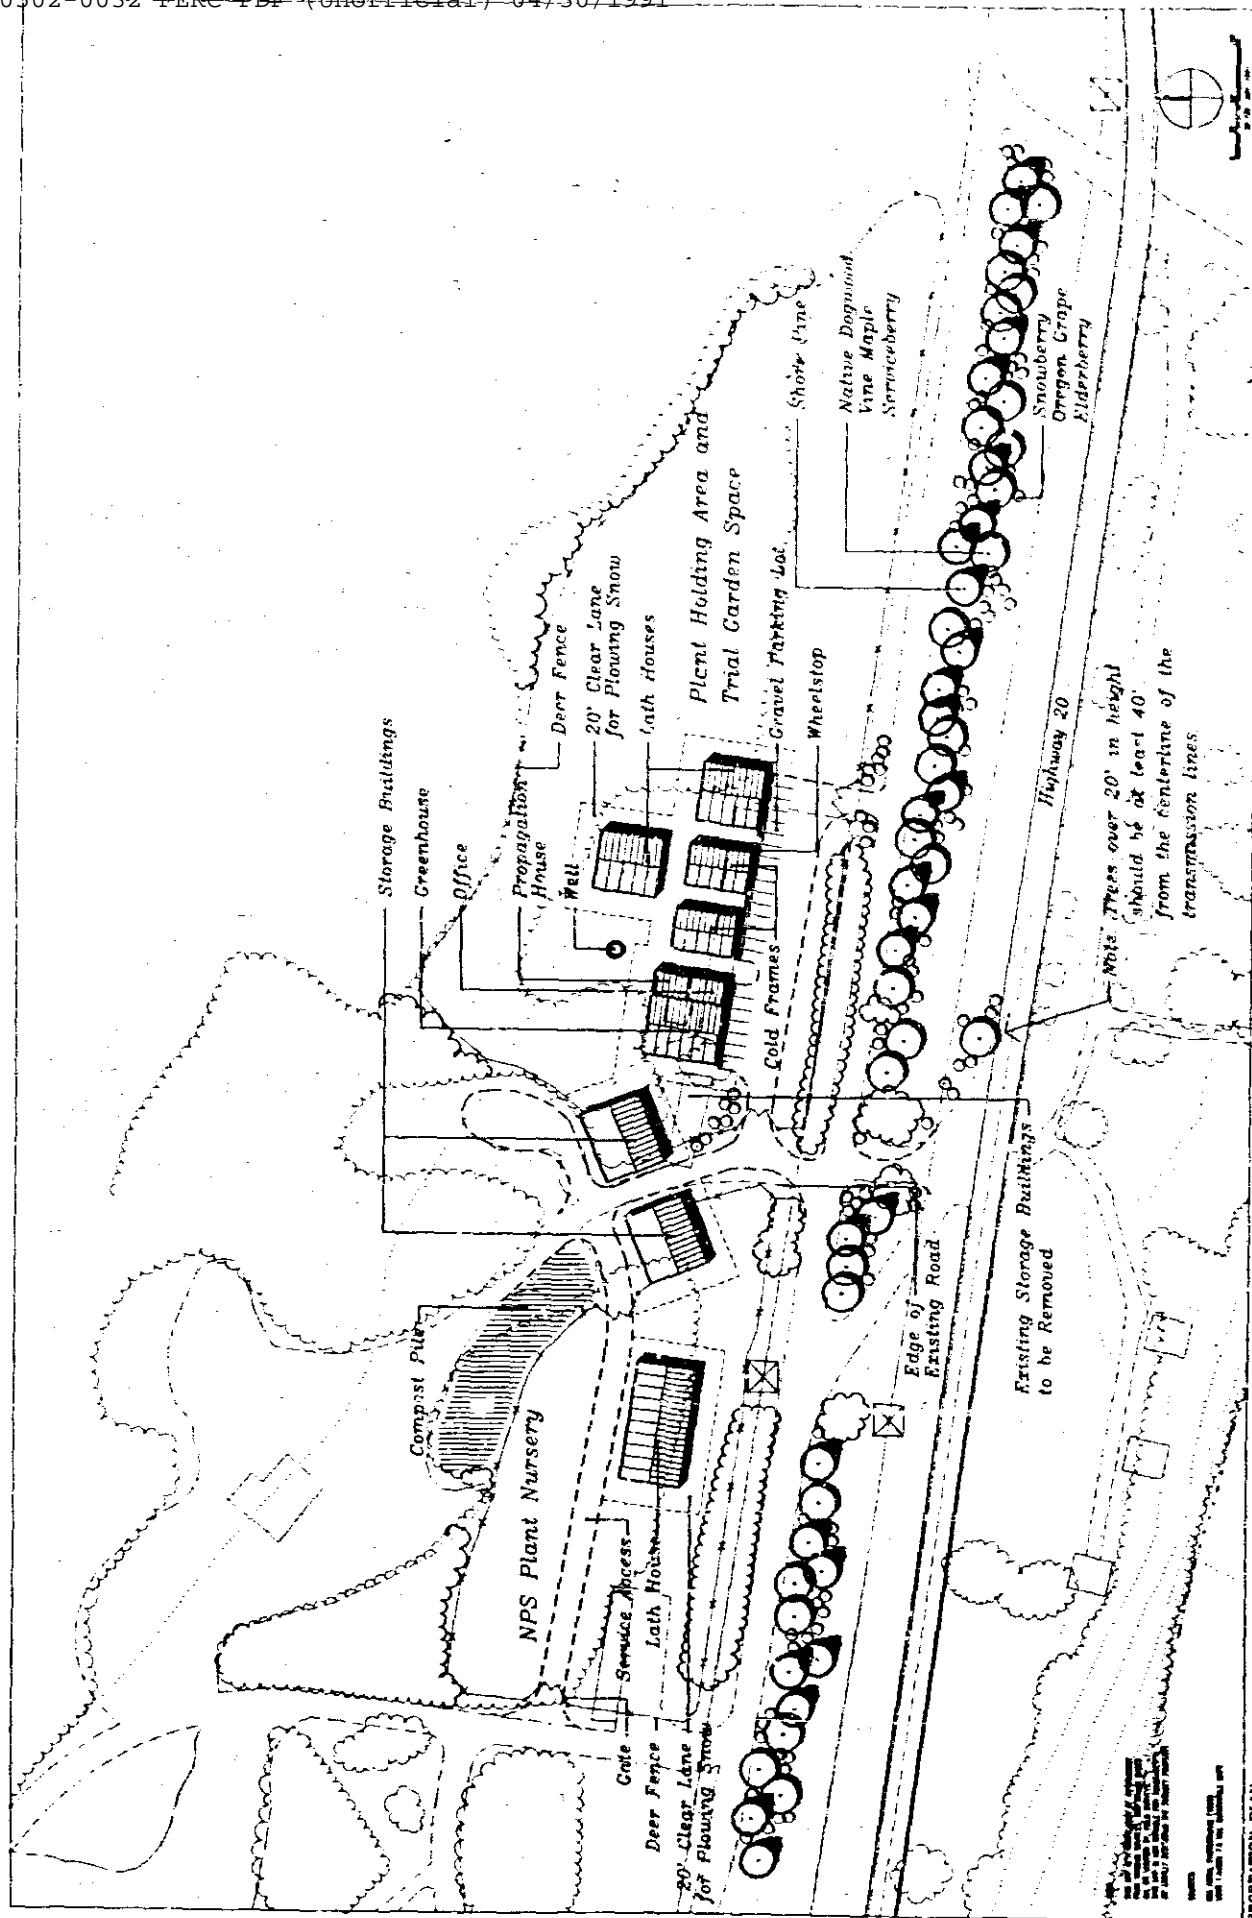 FERC PDF (Unofficial) 04/30/1991
Storage Buildings
Greenhouse
Office
Propagation
House
Well
Deer Fence
20' Clear Lane
for Plowing Snow
Lath Houses
Plant Holding Area and
Trial Garden Space
Gravel Parking Lot
Wheelstop
Shore Pine
Native Dogwood
Vine Maple
Serviceberry
Snowberry
Oregon Grape
Elderberry
Cold Frames
Highway 20
Note: Trees over 20' in height
should be at least 40'
from the centerline of the
transmission lines.
Compost Pile
NPS Plant Nursery
Edge of
Existing Road
Existing Storage Buildings
to be Removed
Gate
Service Access
Deer Fence
Lath House
20' Clear Lane
for Plowing Snow